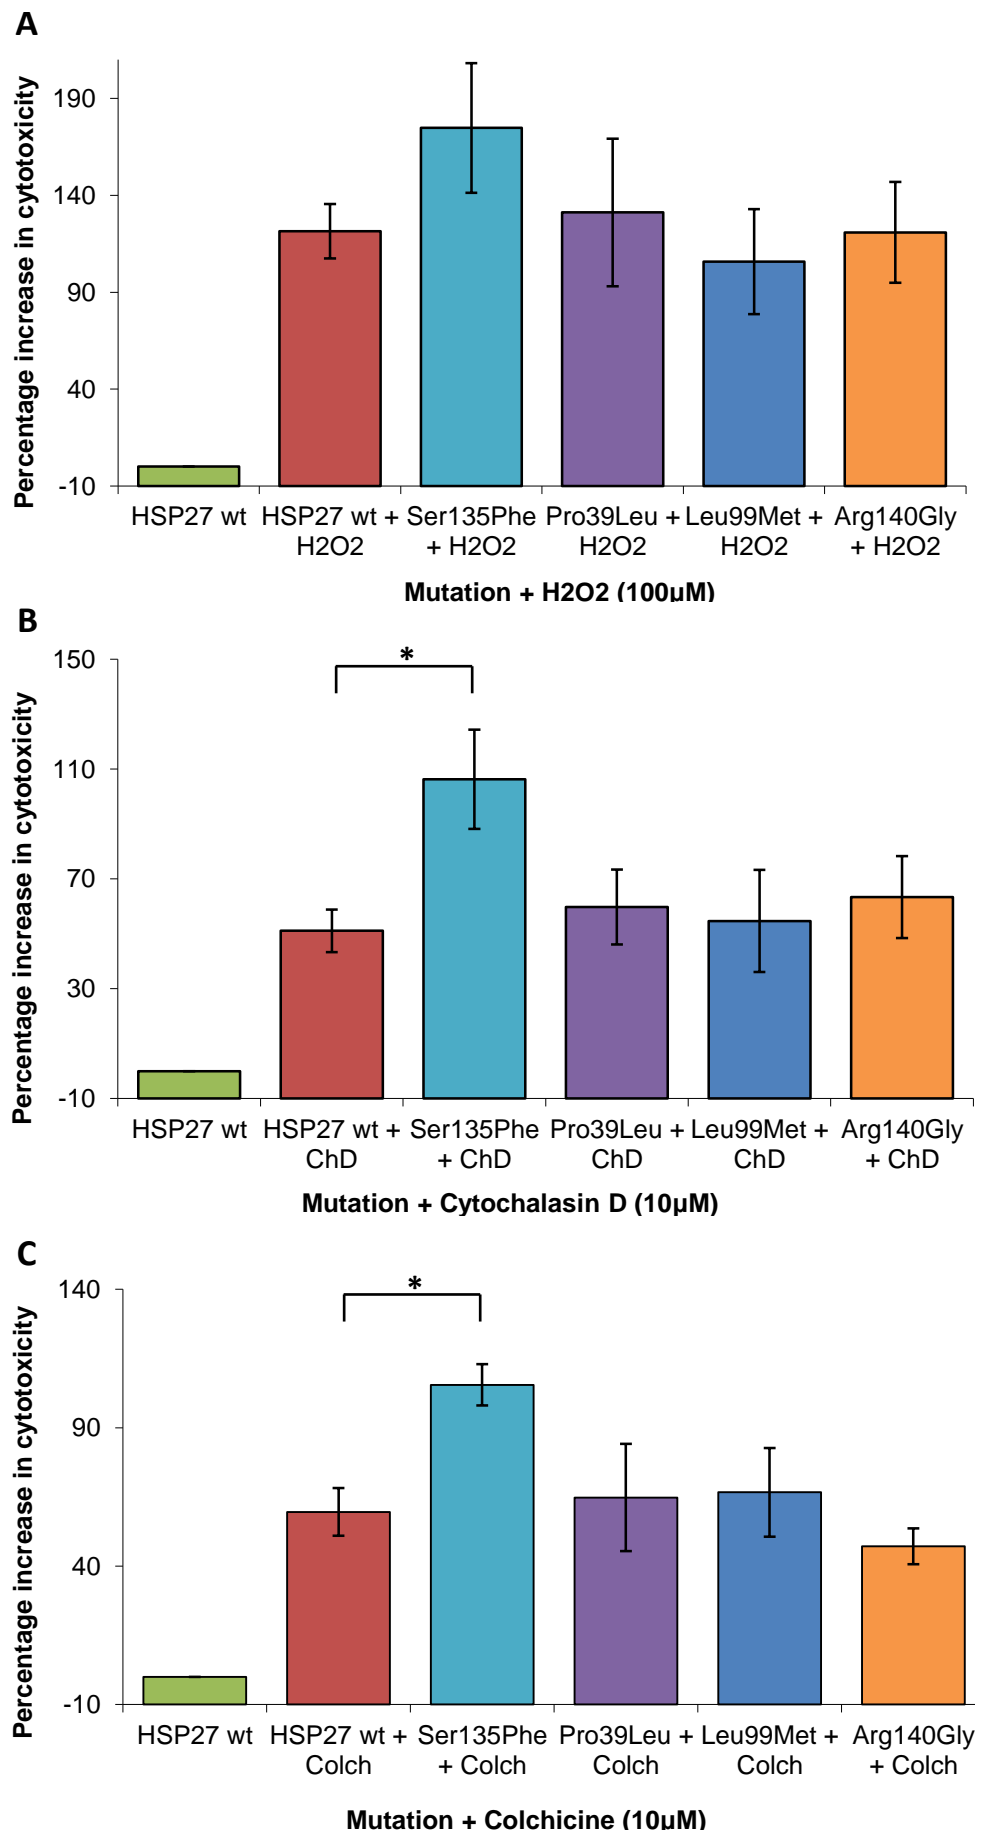 A
Percentage increase in cytotoxicity
190
140
90
40
-10
HSP27 wt HSP27 wt + Ser135Phe Pro39Leu + Leu99Met + Arg140Gly
H2O2 + H2O2 H2O2 H2O2 + H2O2
Mutation + H2O2 (100µM)
B
Percentage increase in cytotoxicity
150
*
110
70
30
-10
HSP27 wt HSP27 wt + Ser135Phe Pro39Leu + Leu99Met + Arg140Gly
ChD + ChD ChD ChD + ChD
Mutation + Cytochalasin D (10µM)
C
Percentage increase in cytotoxicity
140
*
90
40
-10
HSP27 wt HSP27 wt + Ser135Phe Pro39Leu + Leu99Met + Arg140Gly
Colch + Colch Colch Colch + Colch
Mutation + Colchicine (10µM)